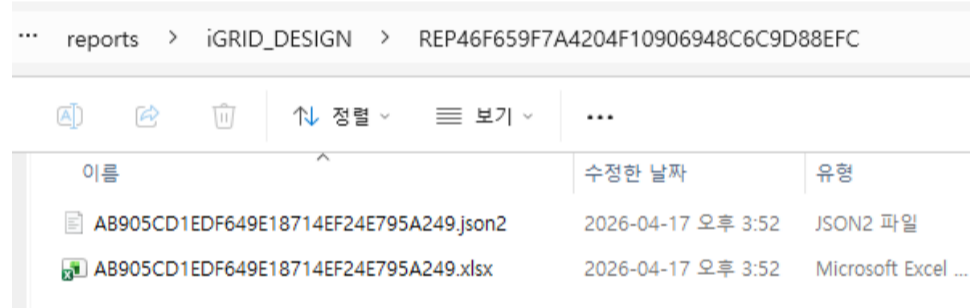 ... reports > iGRID_DESIGN > REP46F659F7A4204F10906948C6C9D88EFC
정렬 보기 ...
이름 수정한 날짜 유형
AB905CD1EDF649E18714EF24E795A249.json2 2026-04-17 오후 3:52 JSON2 파일
AB905CD1EDF649E18714EF24E795A249.xlsx 2026-04-17 오후 3:52 Microsoft Excel ...